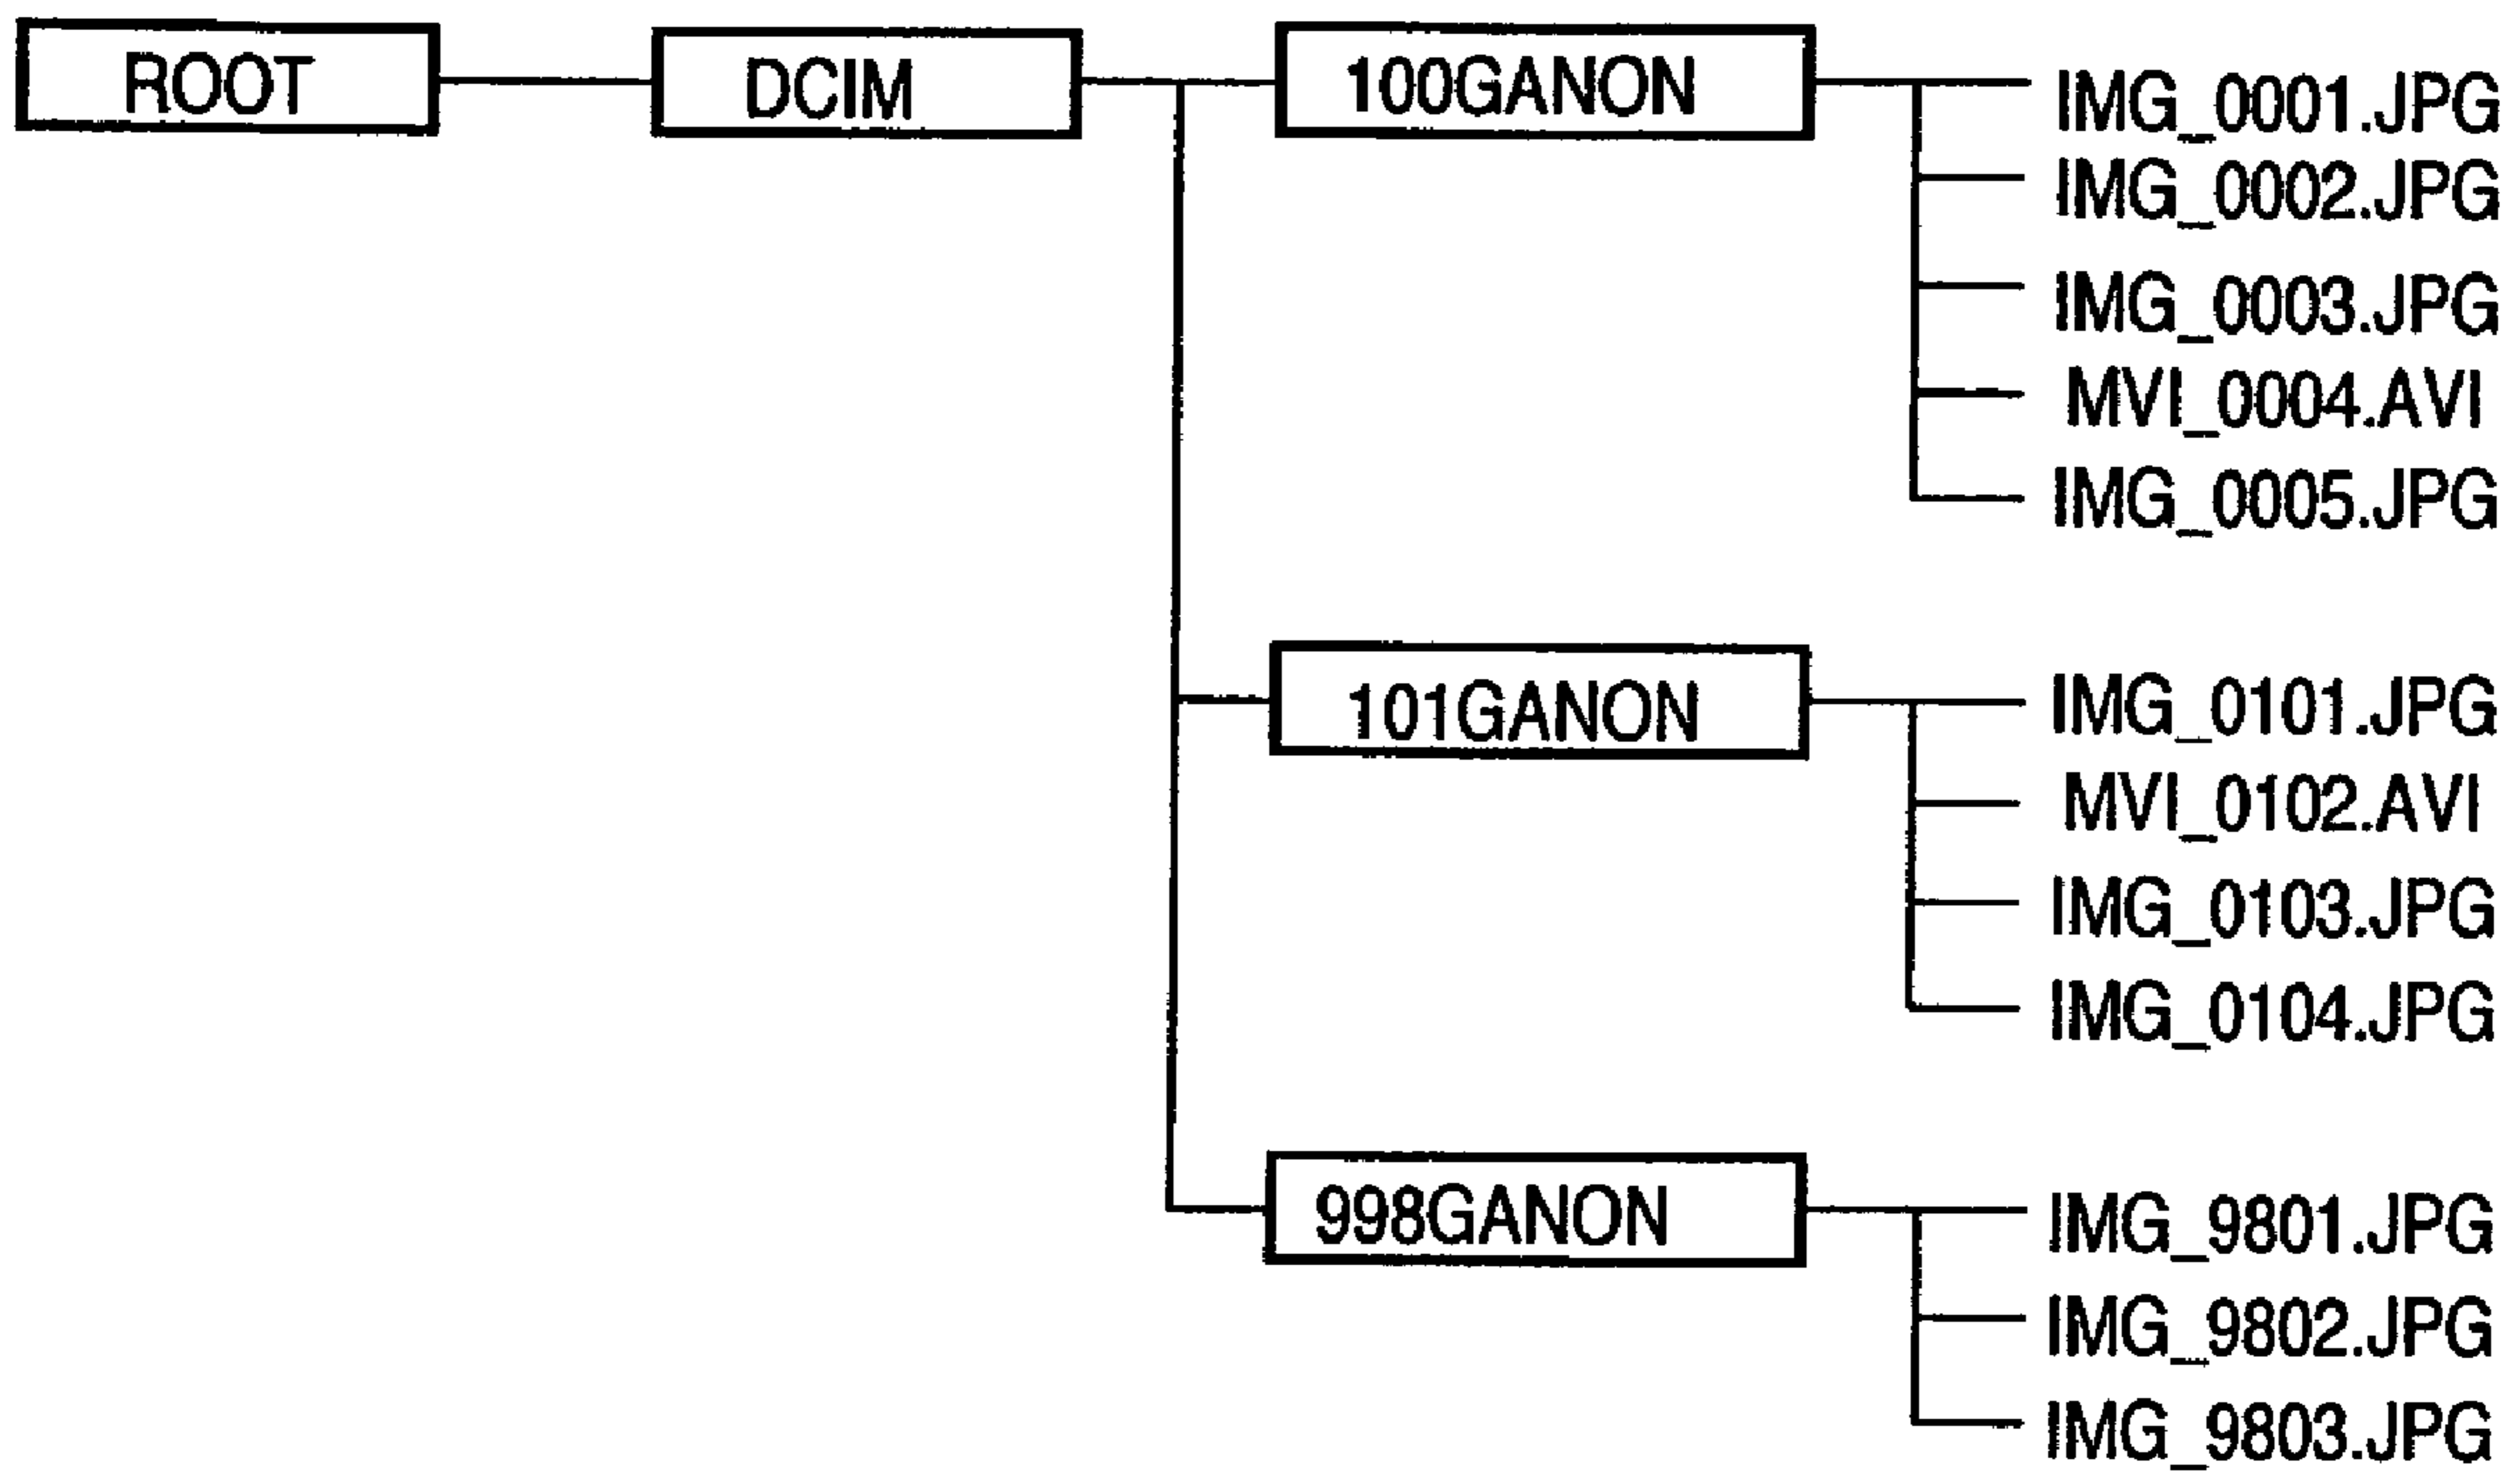 ROOT
DCIM
100GANON
IMG_0001.JPG
IMG_0002.JPG
IMG_0003.JPG
MVI_0004.AVI
IMG_0005.JPG
101GANON
IMG_0101.JPG
MVI_0102.AVI
IMG_0103.JPG
IMG_0104.JPG
998GANON
IMG_9801.JPG
IMG_9802.JPG
IMG_9803.JPG